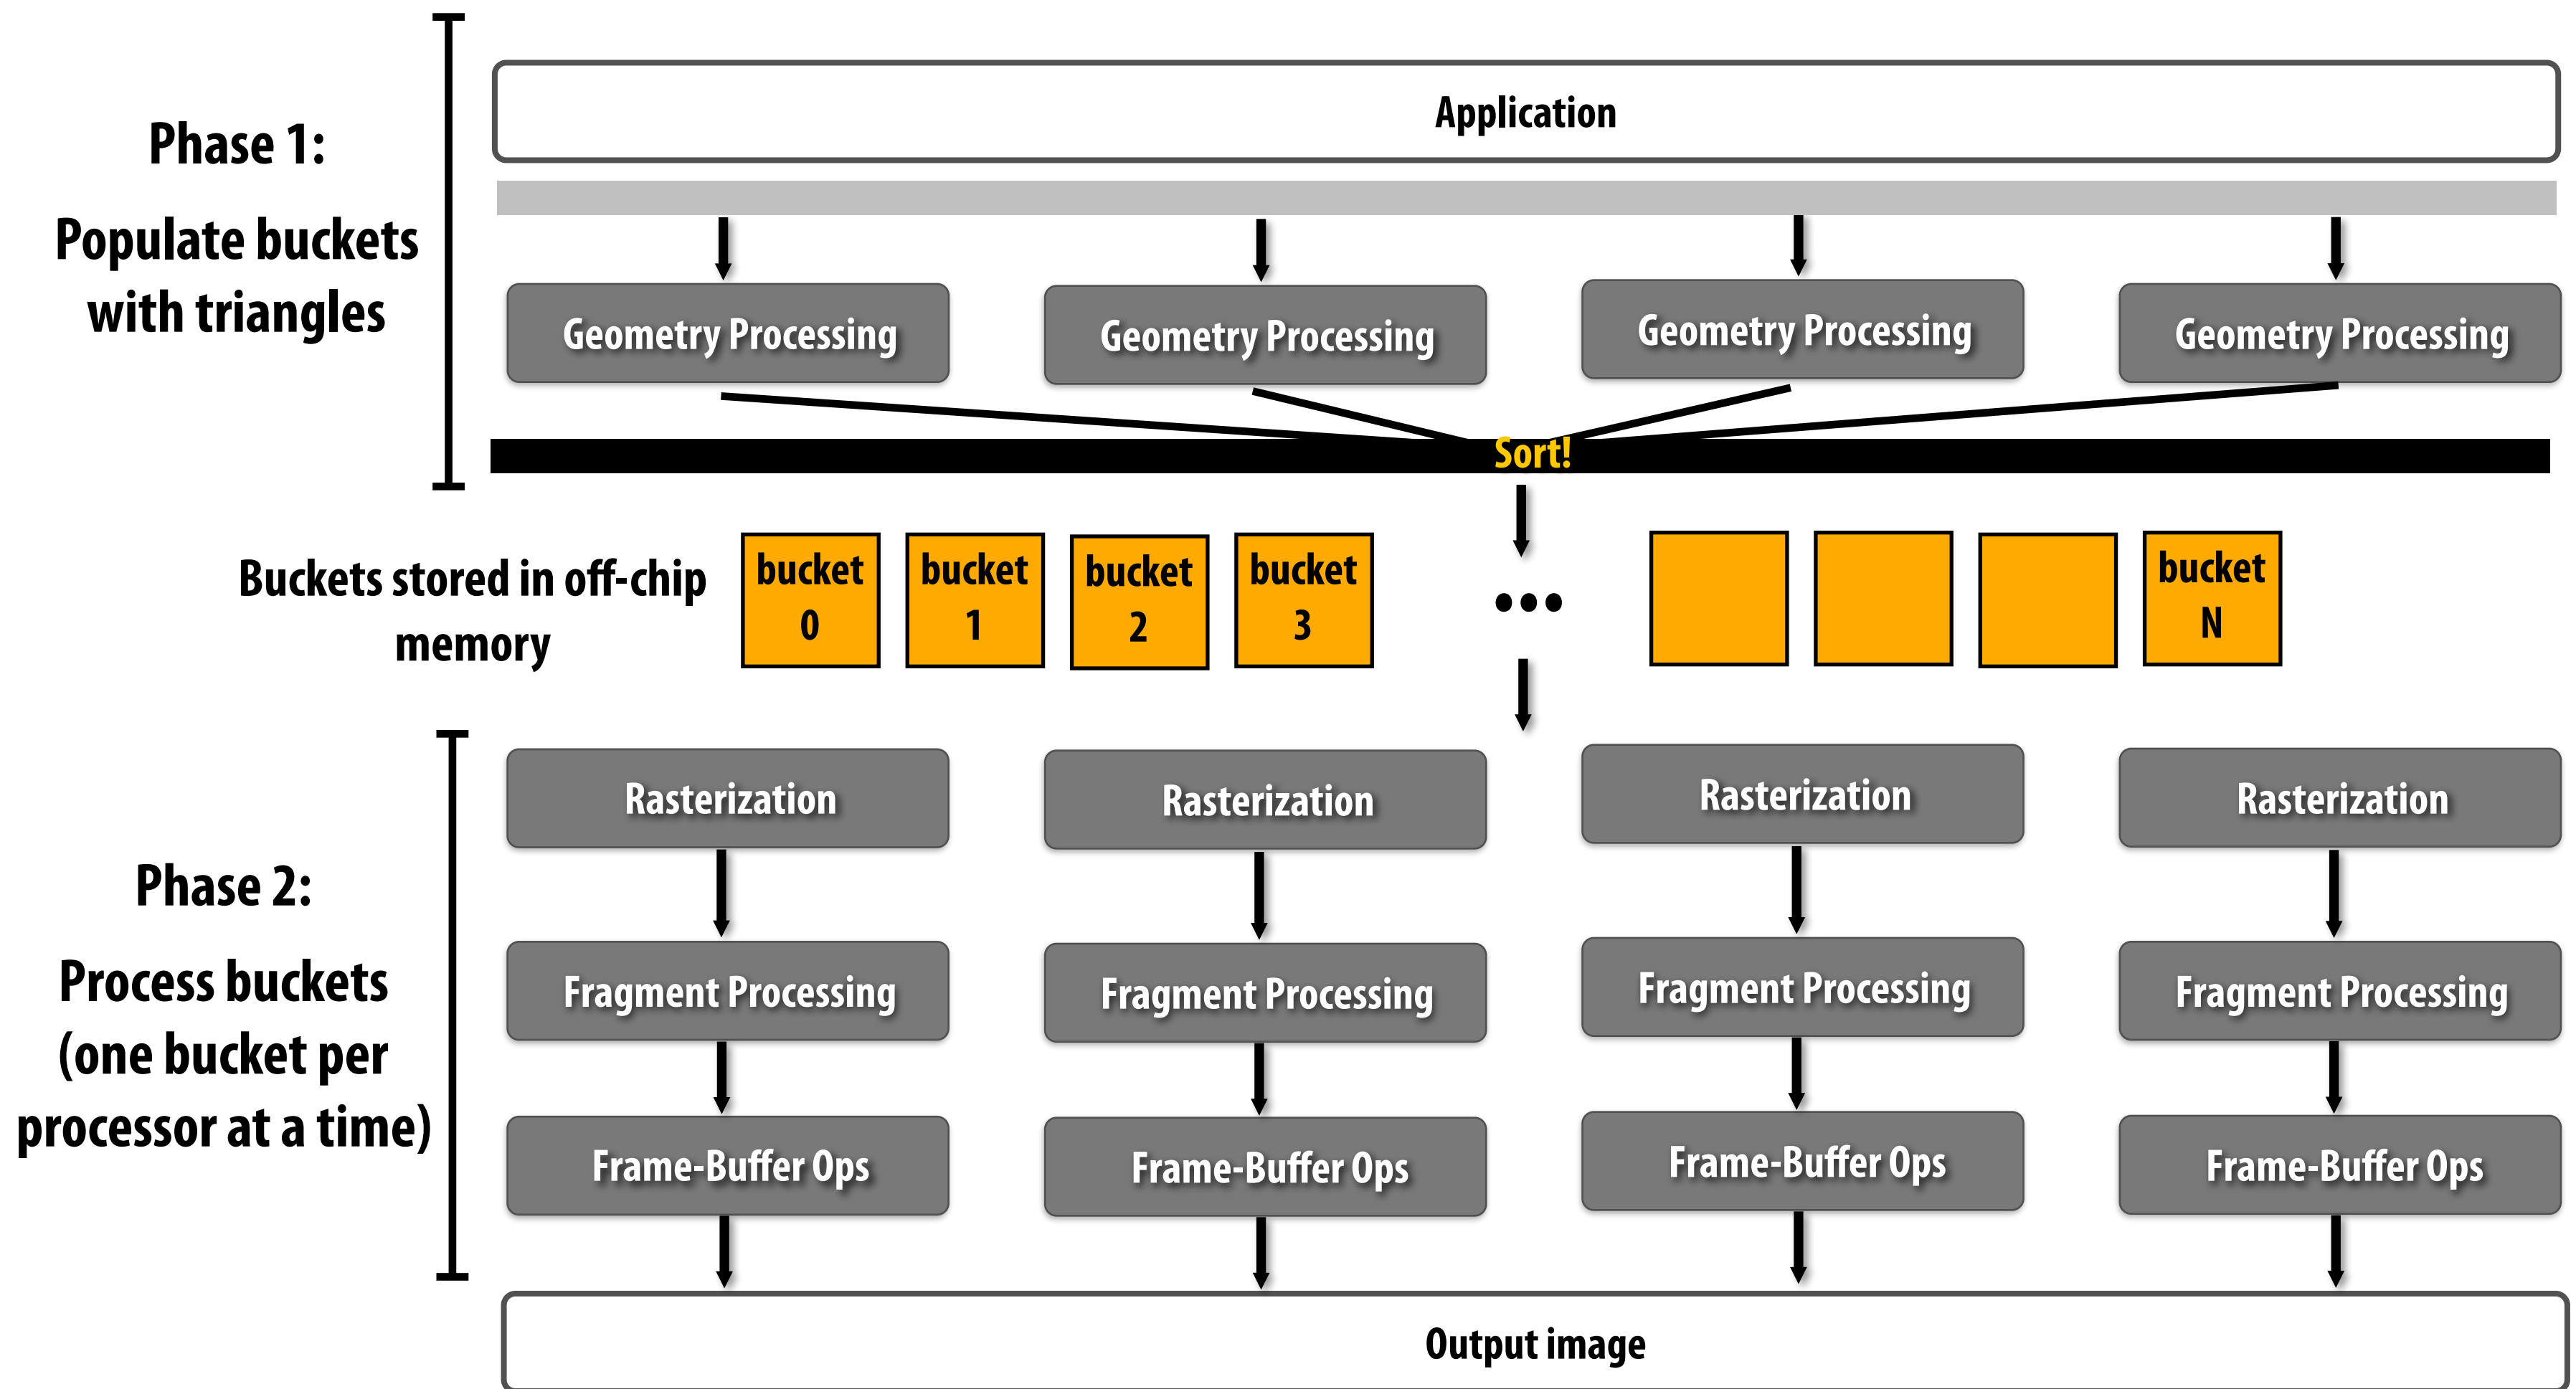 Application
Phase 1:
Populate buckets
with triangles
Geometry Processing
Geometry Processing
Geometry Processing
Geometry Processing
Sort!
Buckets stored in off-chip
memory
bucket
0
bucket
1
bucket
2
bucket
3
•••
bucket
N
Rasterization
Rasterization
Rasterization
Rasterization
Phase 2:
Process buckets
(one bucket per
processor at a time)
Fragment Processing
Fragment Processing
Fragment Processing
Fragment Processing
Frame-Buffer Ops
Frame-Buffer Ops
Frame-Buffer Ops
Frame-Buffer Ops
Output image